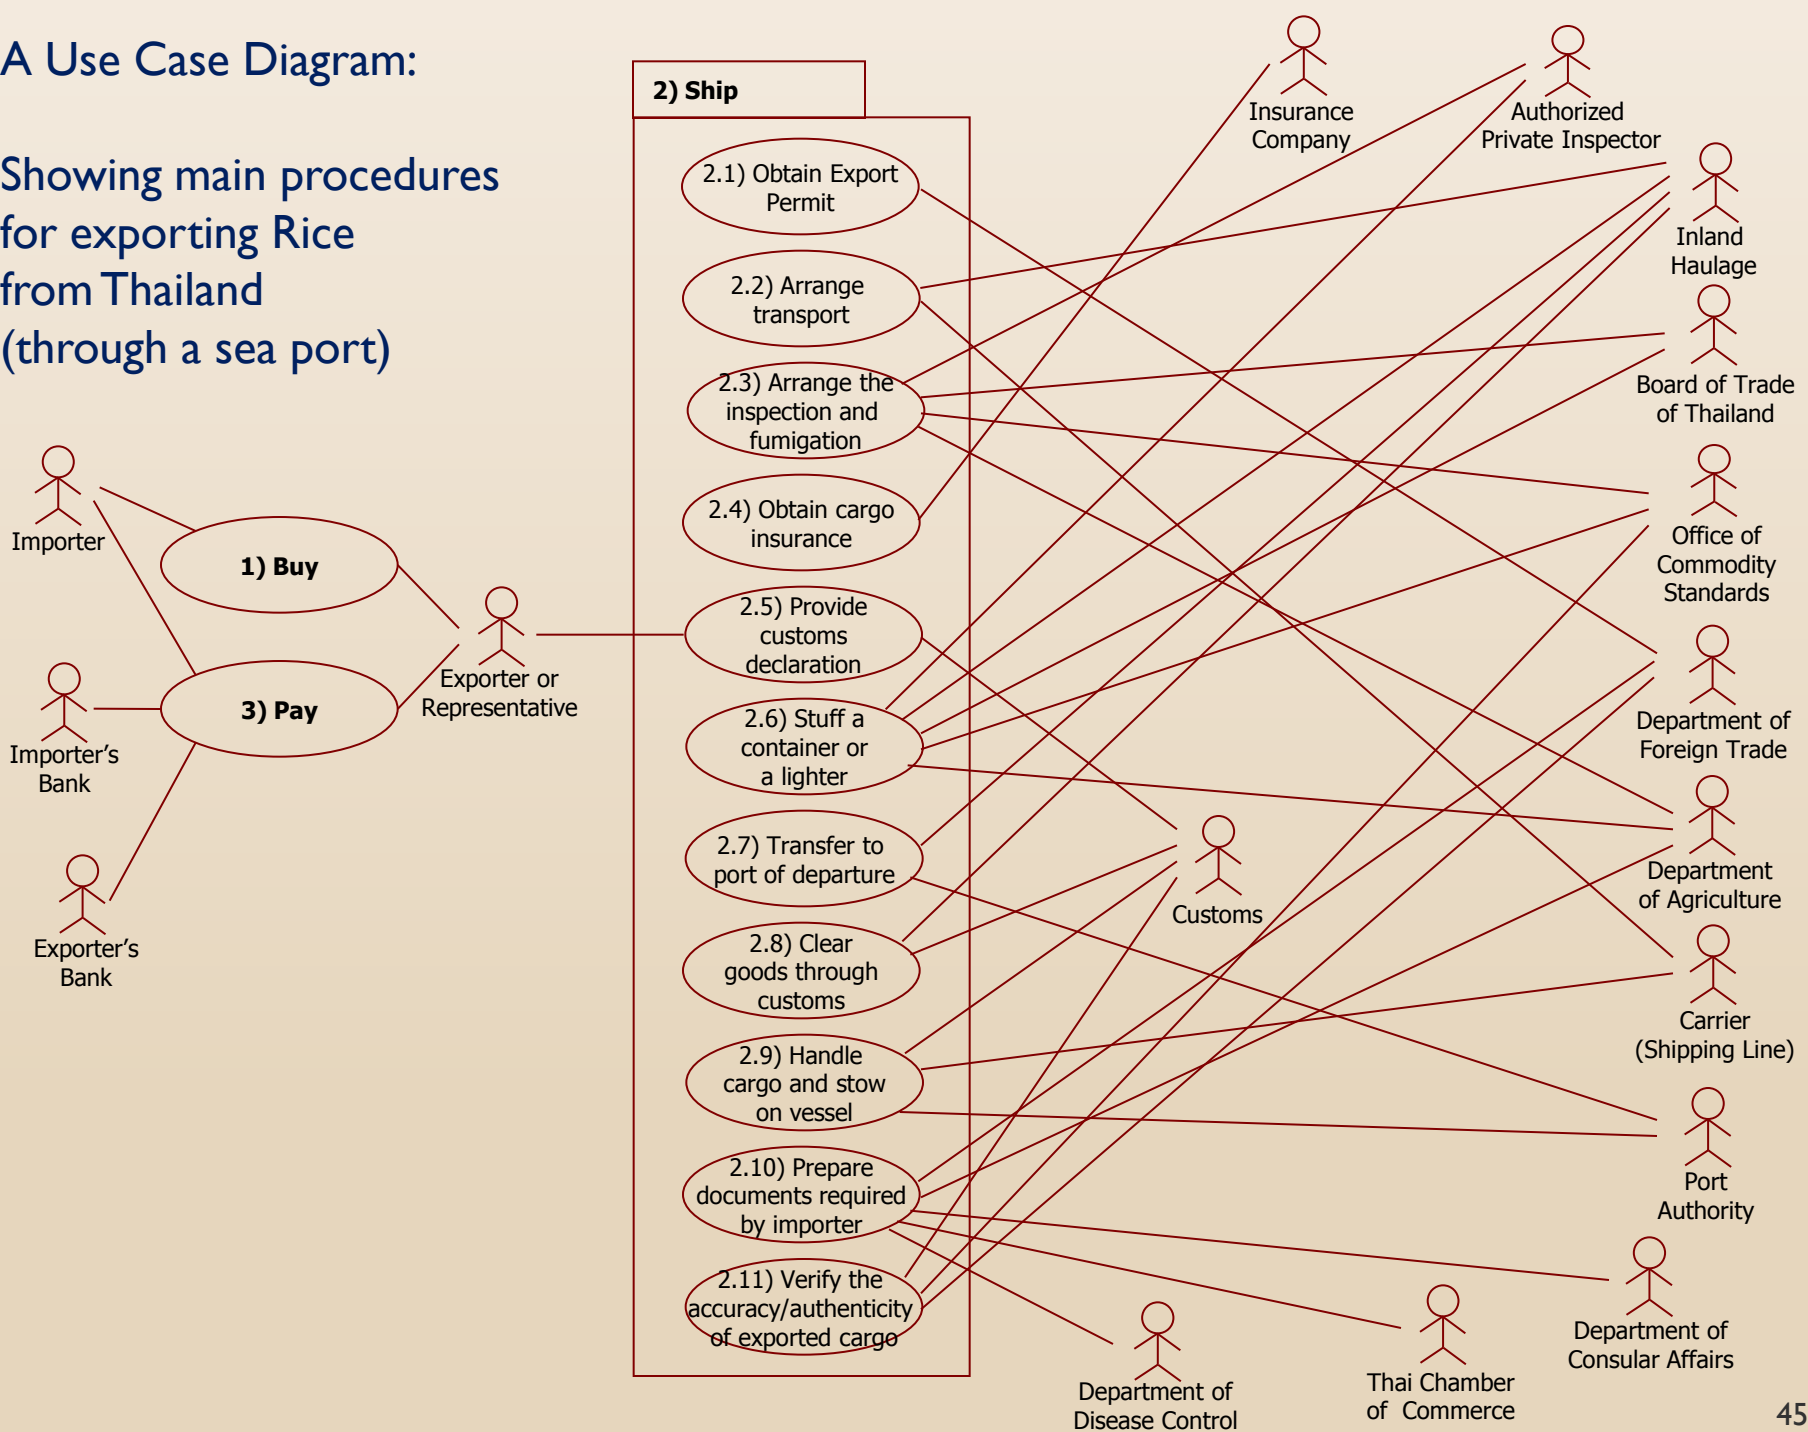 A Use Case Diagram:
Showing main procedures
for exporting Rice
from Thailand
(through a sea port)
Importer
Importer's
Bank
Exporter's
Bank
1) Buy
3) Pay
Exporter or
Representative
2) Ship
2.1) Obtain Export
Permit
2.2) Arrange
transport
2.3) Arrange the
inspection and
fumigation
2.4) Obtain cargo
insurance
2.5) Provide
customs
declaration
2.6) Stuff a
container or
a lighter
2.7) Transfer to
port of departure
2.8) Clear
goods through
customs
2.9) Handle
cargo and stow
on vessel
2.10) Prepare
documents required
by importer
2.11) Verify the
accuracy/authenticity
of exported cargo
Insurance
Company
Authorized
Private Inspector
Inland
Haulage
Board of Trade
of Thailand
Office of
Commodity
Standards
Department of
Foreign Trade
Department
of Agriculture
Customs
Carrier
(Shipping Line)
Port
Authority
Department of
Consular Affairs
Thai Chamber
of Commerce
Department of
Disease Control
45